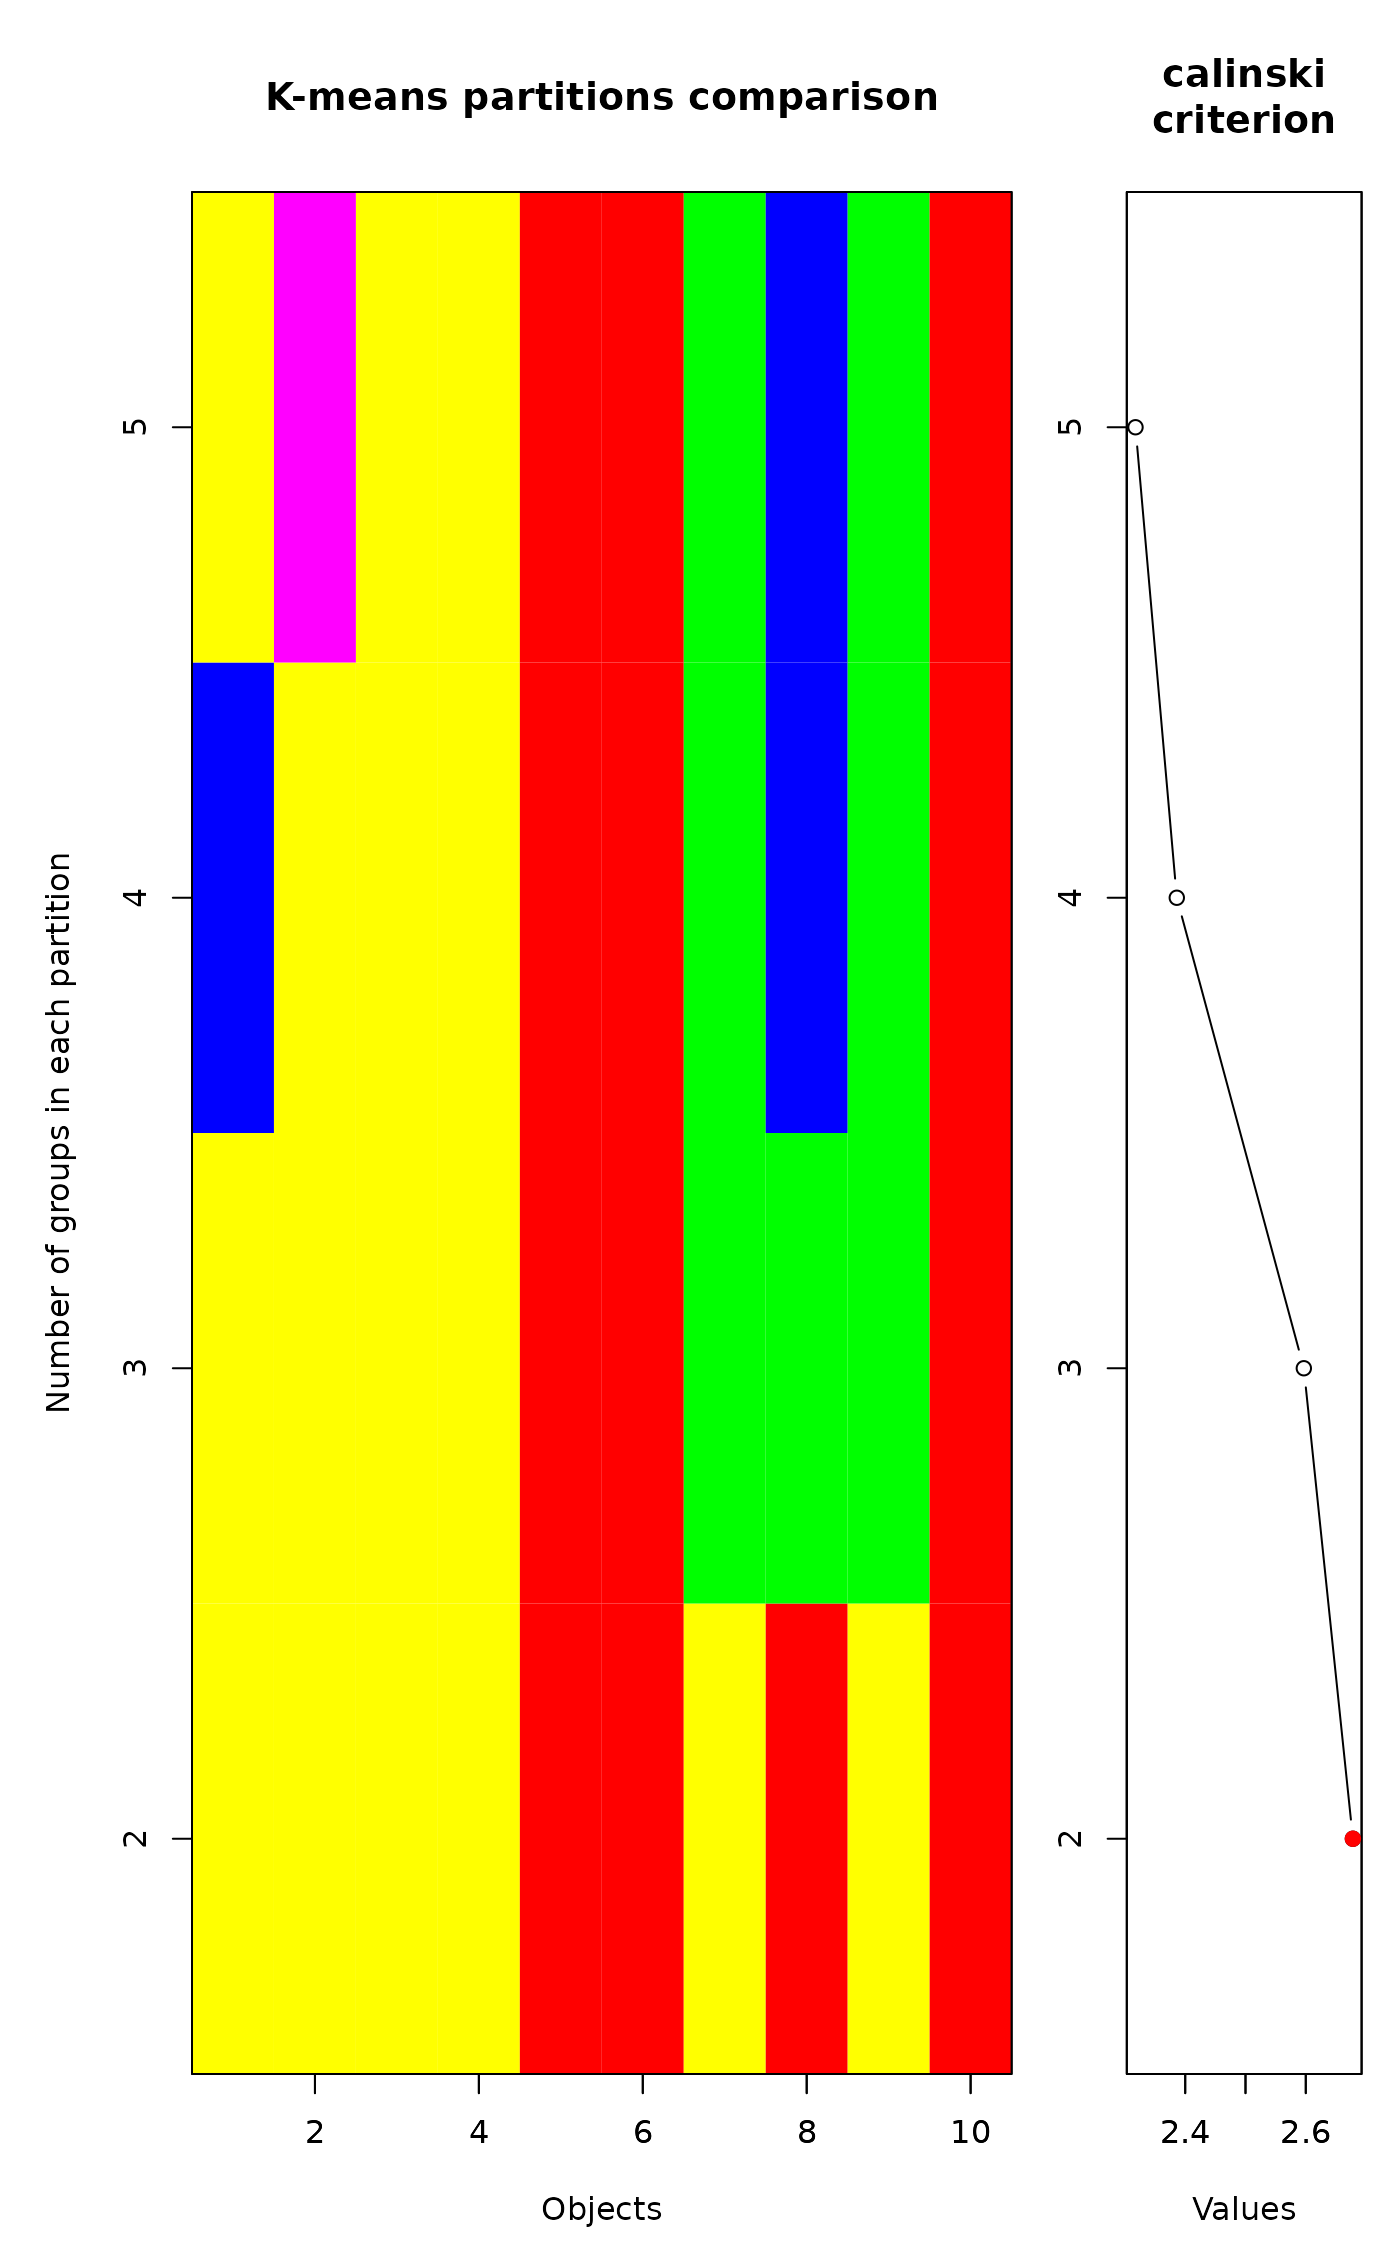 K-means partitions comparison
calinski
criterion
Number of groups in each partition
5
4
3
2
2 4 6 8 10
Objects
5
4
3
2
2.4 2.6
Values